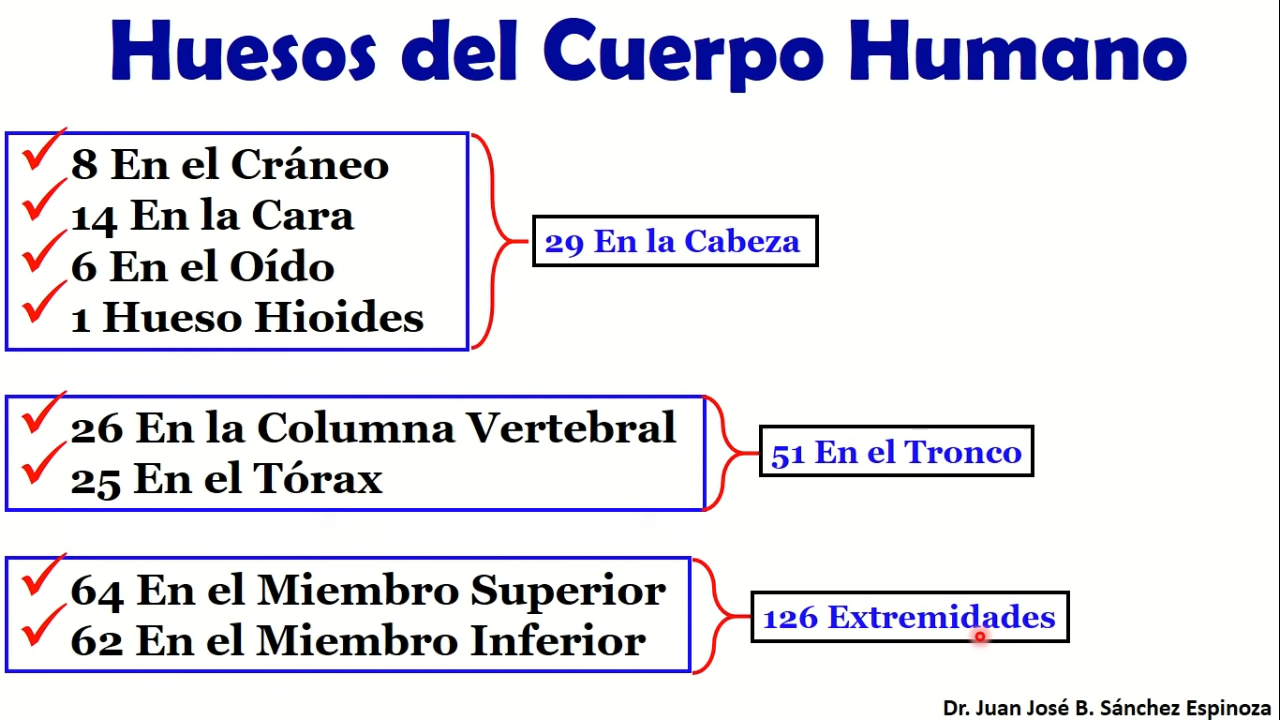 Huesos del Cuerpo Humano
8 En el Cráneo
14 En la Cara
6 En el Oído
1 Hueso Hioides
29 En la Cabeza
26 En la Columna Vertebral
25 En el Tórax
51 En el Tronco
64 En el Miembro Superior
62 En el Miembro Inferior
126 Extremidades
Dr. Juan José B. Sánchez Espinoza